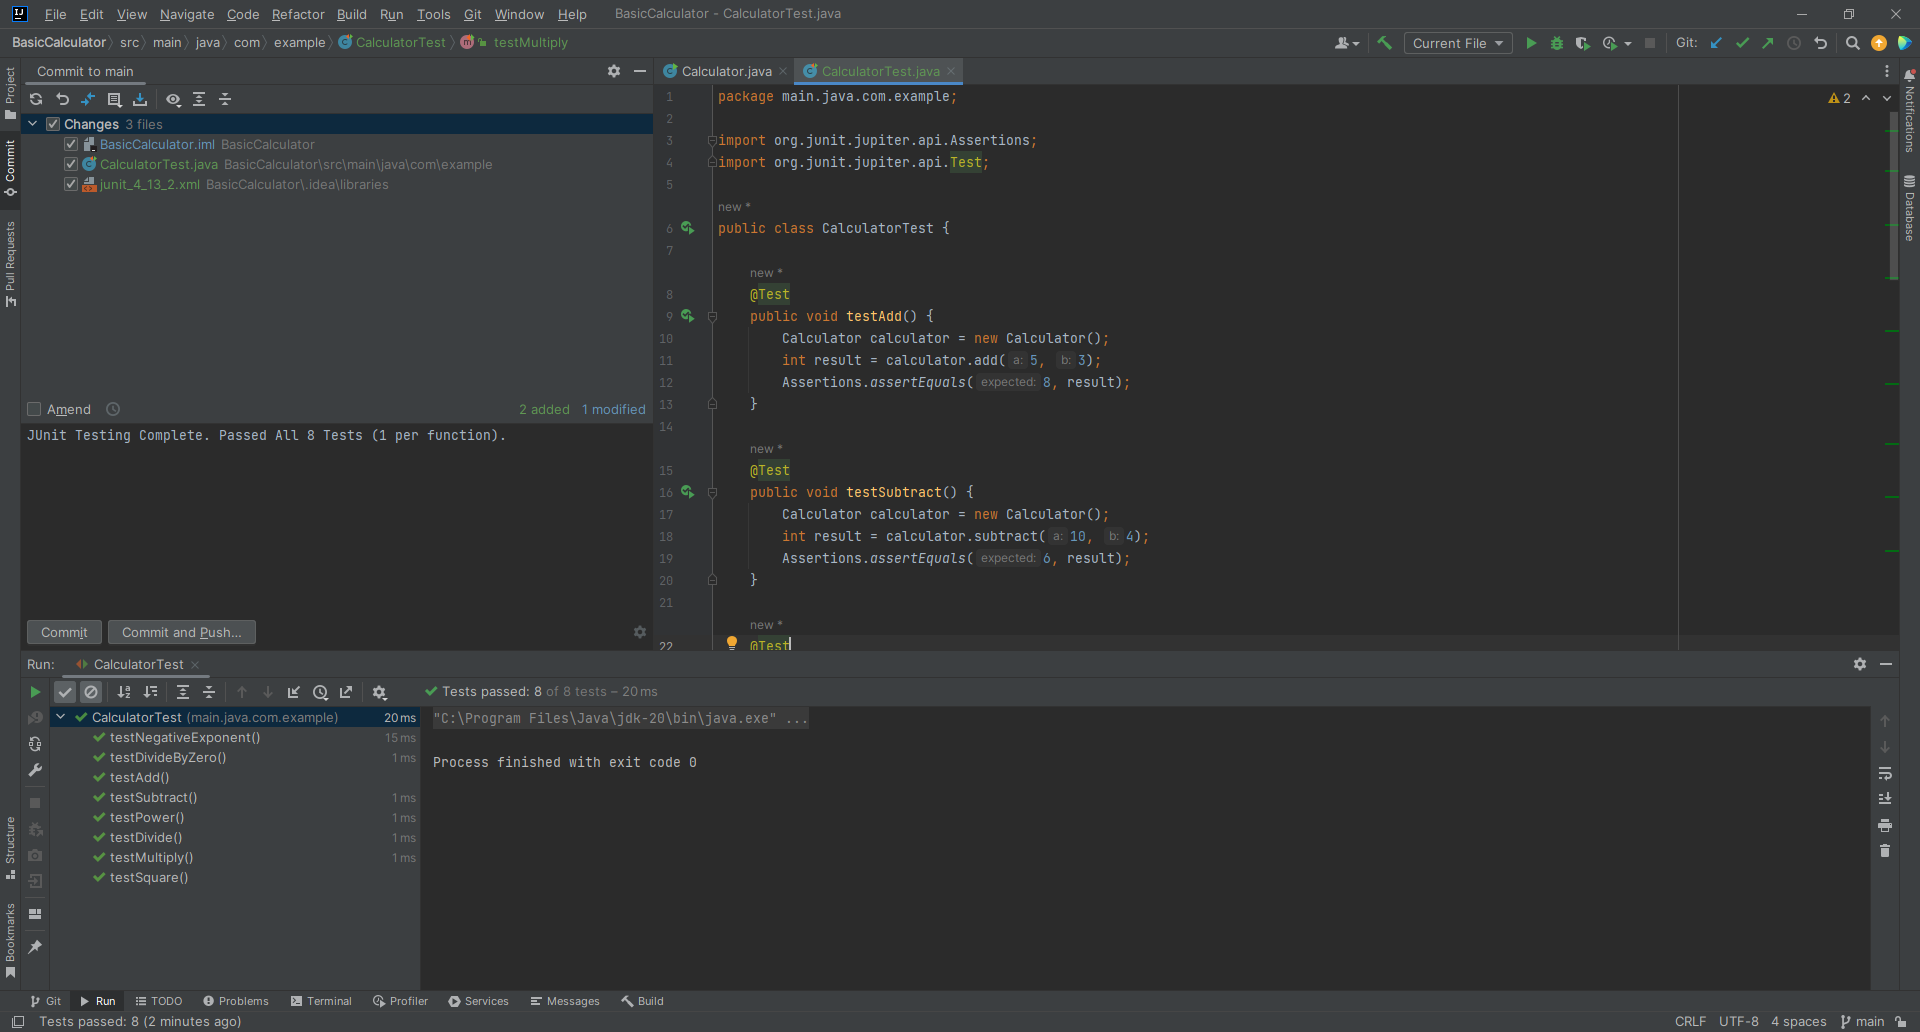 File Edit View Navigate Code Refactor Build Run Tools Git Window Help BasicCalculator - CalculatorTest.java
BasicCalculator src main java com example CalculatorTest testMultiply
Current File Git:
Project
Commit
Pull Requests
Structure
Bookmarks
Commit to main
Changes 3 files
BasicCalculator.iml BasicCalculator
CalculatorTest.java BasicCalculator\src\main\java\com\example
junit_4_13_2.xml BasicCalculator\.idea\libraries
Amend 2 added 1 modified
JUnit Testing Complete. Passed All 8 Tests (1 per function).
Commit Commit and Push...
Calculator.java CalculatorTest.java
2
1 package main.java.com.example;
2
3 import org.junit.jupiter.api.Assertions;
4 import org.junit.jupiter.api.Test;
5
new *
6 public class CalculatorTest {
7
new *
8 @Test
9 public void testAdd() {
10 Calculator calculator = new Calculator();
11 int result = calculator.add( a: 5, b: 3);
12 Assertions.assertEquals( expected: 8, result);
13 }
14
new *
15 @Test
16 public void testSubtract() {
17 Calculator calculator = new Calculator();
18 int result = calculator.subtract( a: 10, b: 4);
19 Assertions.assertEquals( expected: 6, result);
20 }
21
new *
22 @Test
Notifications
Database
Run: CalculatorTest
Tests passed: 8 of 8 tests – 20 ms
CalculatorTest (main.java.com.example) 20 ms
testNegativeExponent() 15 ms
testDivideByZero() 1 ms
testAdd()
testSubtract() 1 ms
testPower() 1 ms
testDivide() 1 ms
testMultiply() 1 ms
testSquare()
"C:\Program Files\Java\jdk-20\bin\java.exe" ...
Process finished with exit code 0
Git Run TODO Problems Terminal Profiler Services Messages Build
Tests passed: 8 (2 minutes ago) CRLF UTF-8 4 spaces main